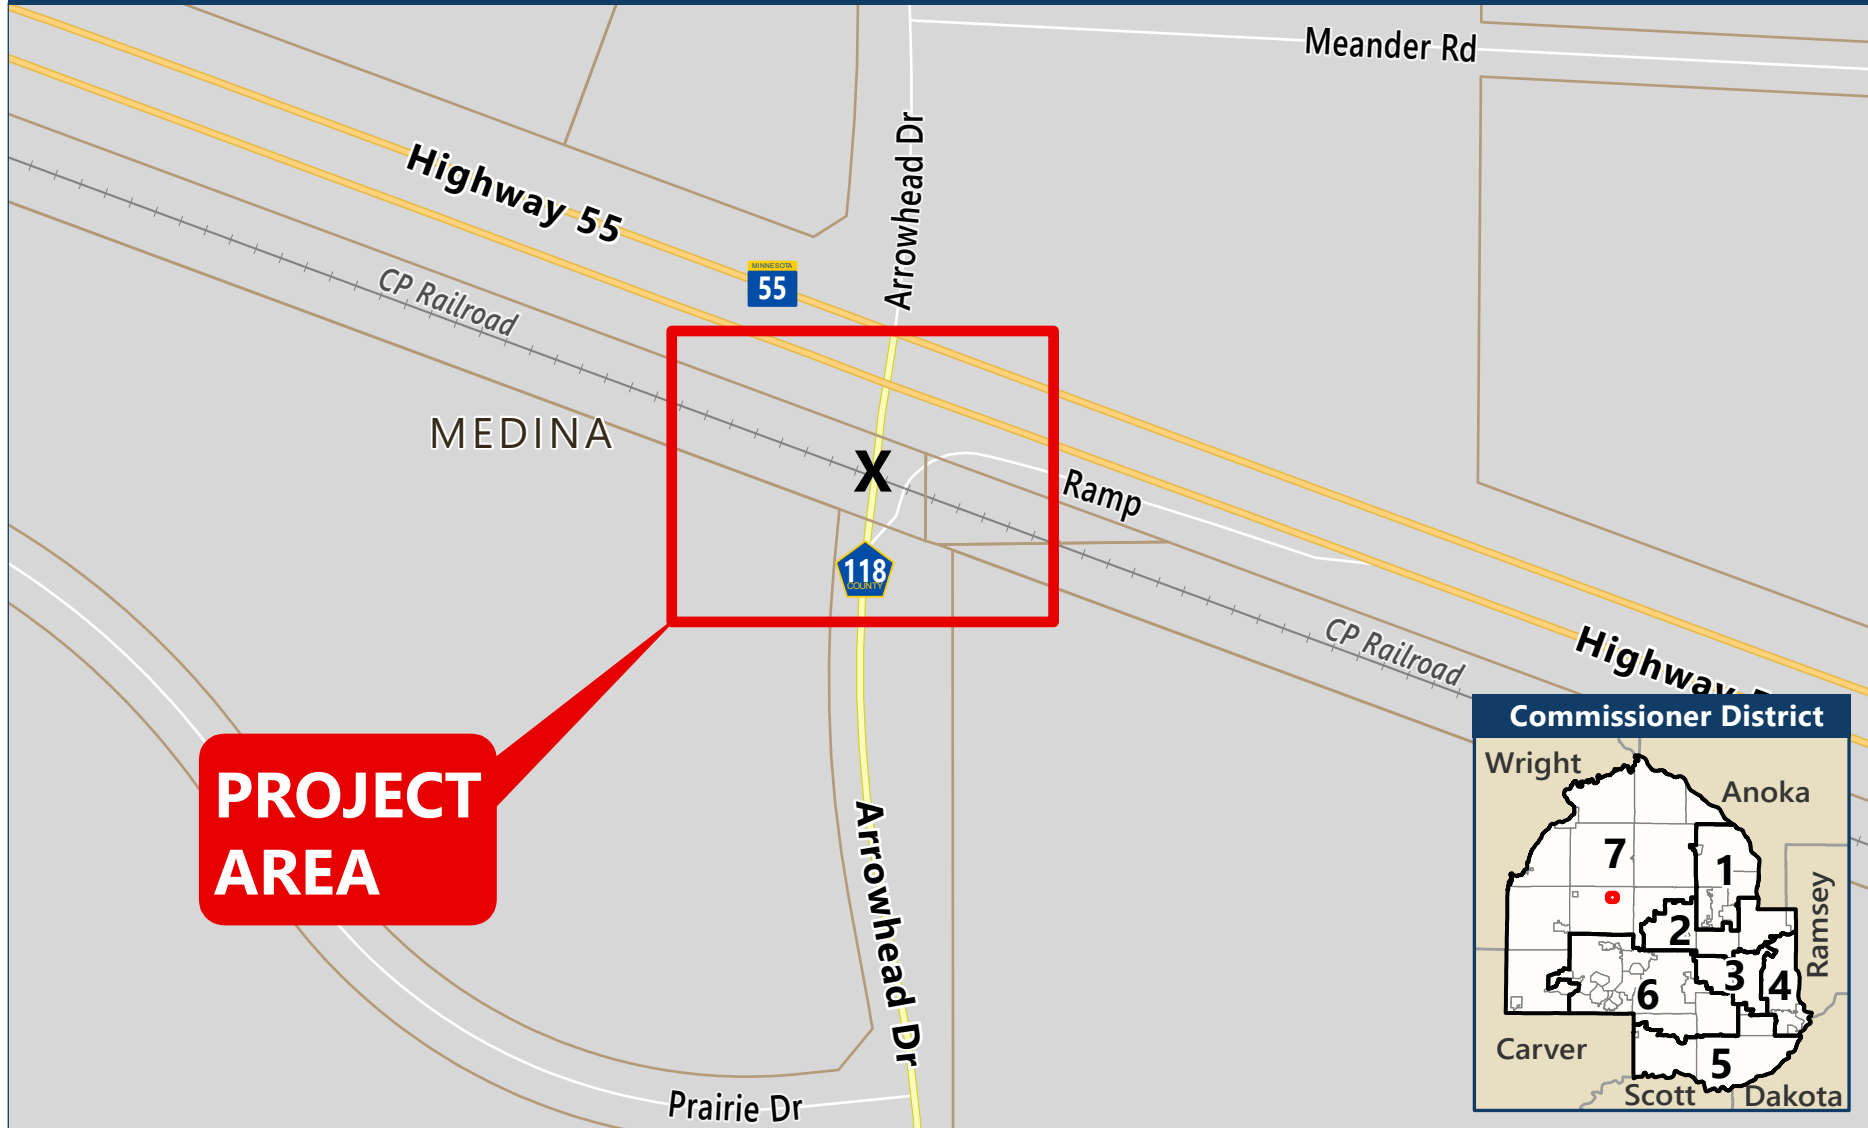 Meander Rd
Arrowhead Dr
Highway 55
MINNESOTA
55
CP Railroad
MEDINA
X
Ramp
118
COUNTY
CP Railroad
Highway
PROJECT
AREA
Arrowhead Dr
Prairie Dr
Commissioner District
Wright
Anoka
7
1
Ramsey
2
3
4
6
Carver
5
Scott
Dakota